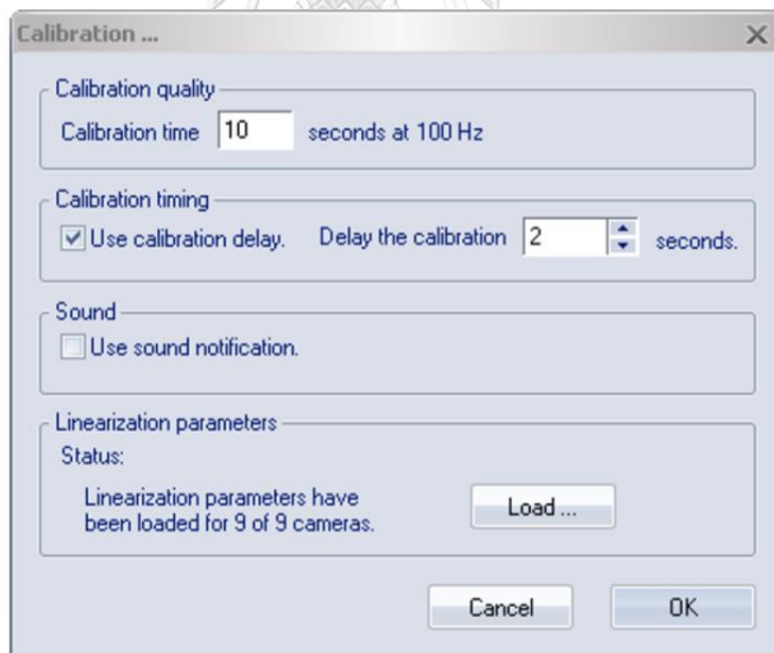 Calibration ...
Calibration quality
Calibration time 10 seconds at 100 Hz
Calibration timing
Use calibration delay. Delay the calibration 2 seconds.
Sound
Use sound notification.
Linearization parameters
Status:
Linearization parameters have
been loaded for 9 of 9 cameras.
Load ...
Cancel OK